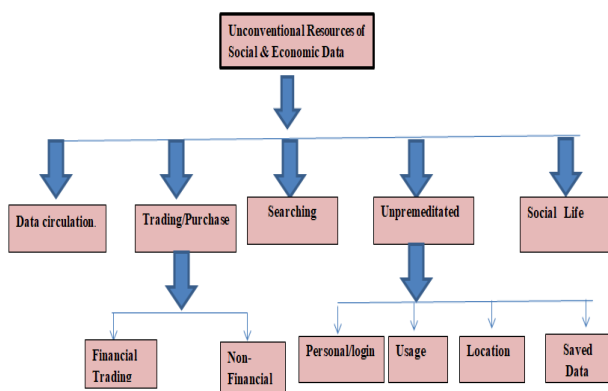 Unconventional Resources of
Social & Economic Data
Data circulation.
Trading/Purchase
Searching
Unpremeditated
Social Life
Financial
Trading
Non-
Financial
Personal/login
Usage
Location
Saved
Data